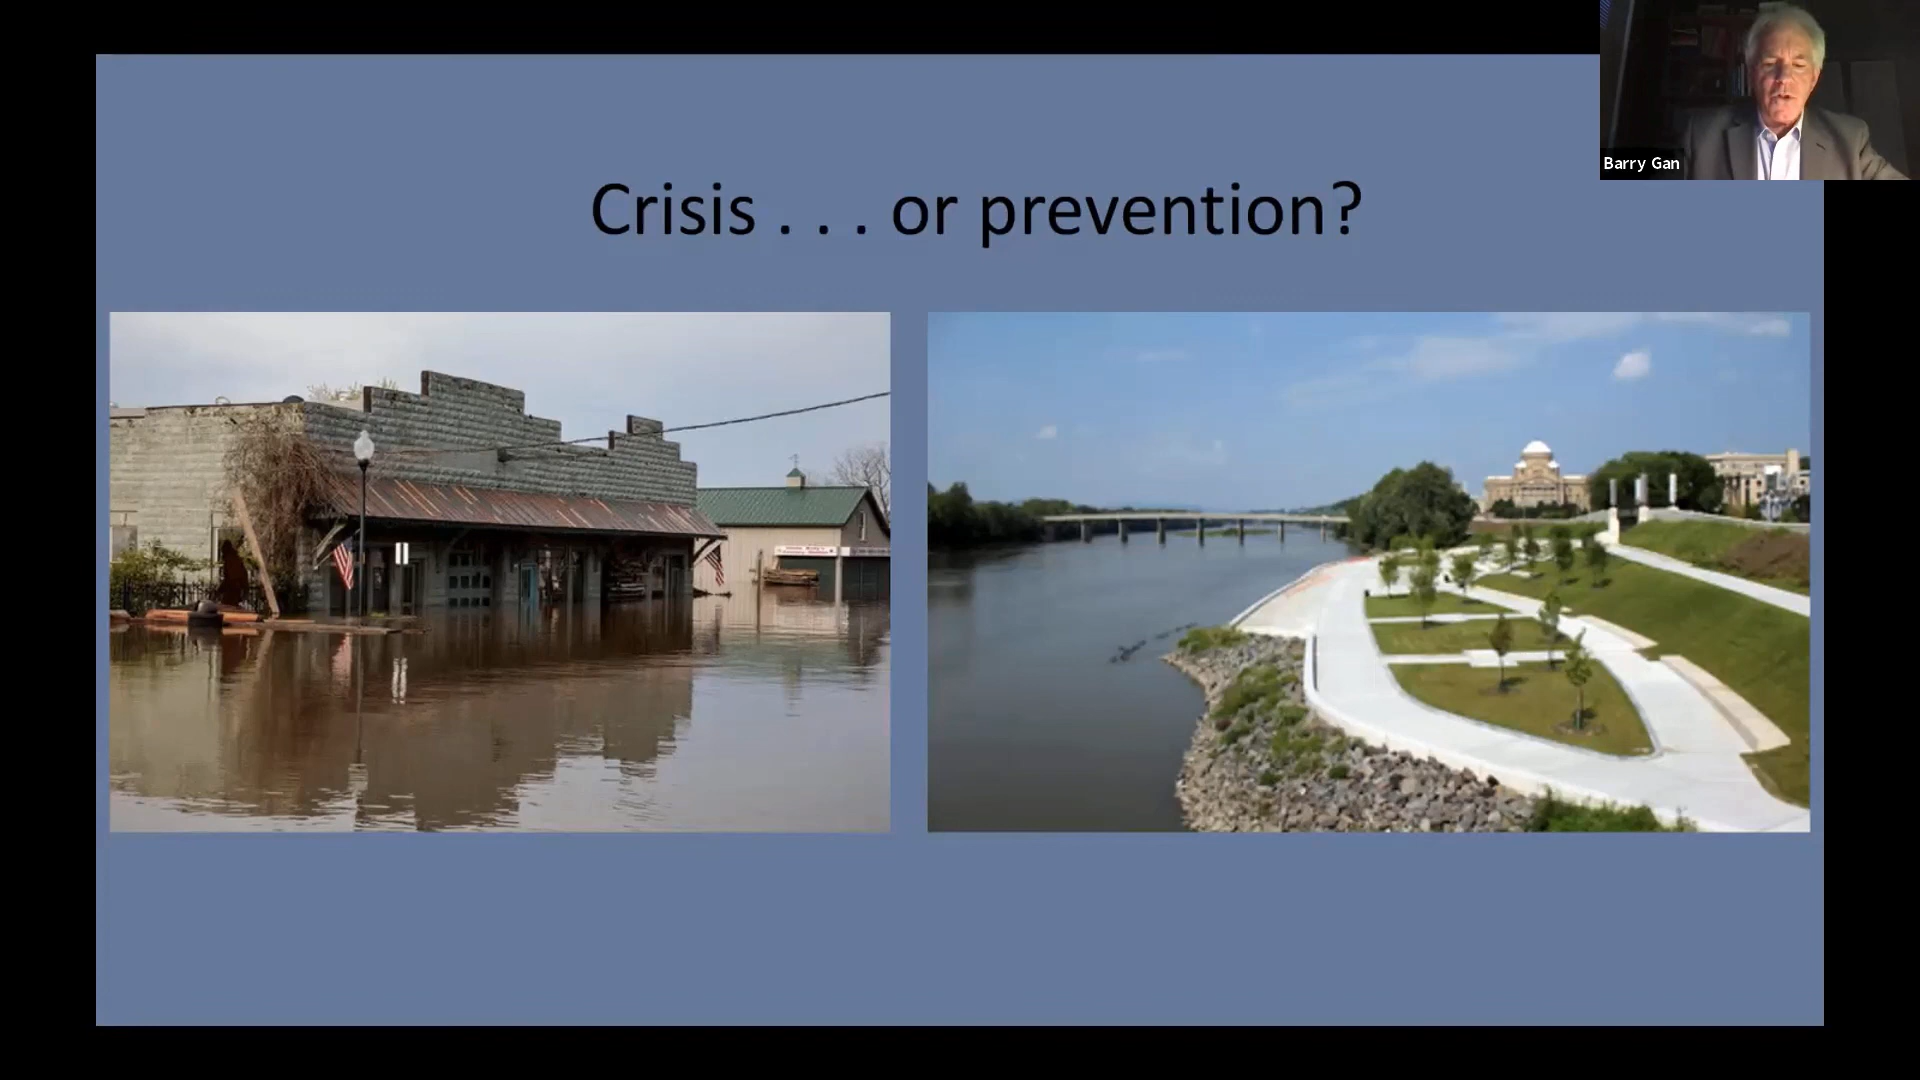 Barry Gan
Crisis . . . or prevention?